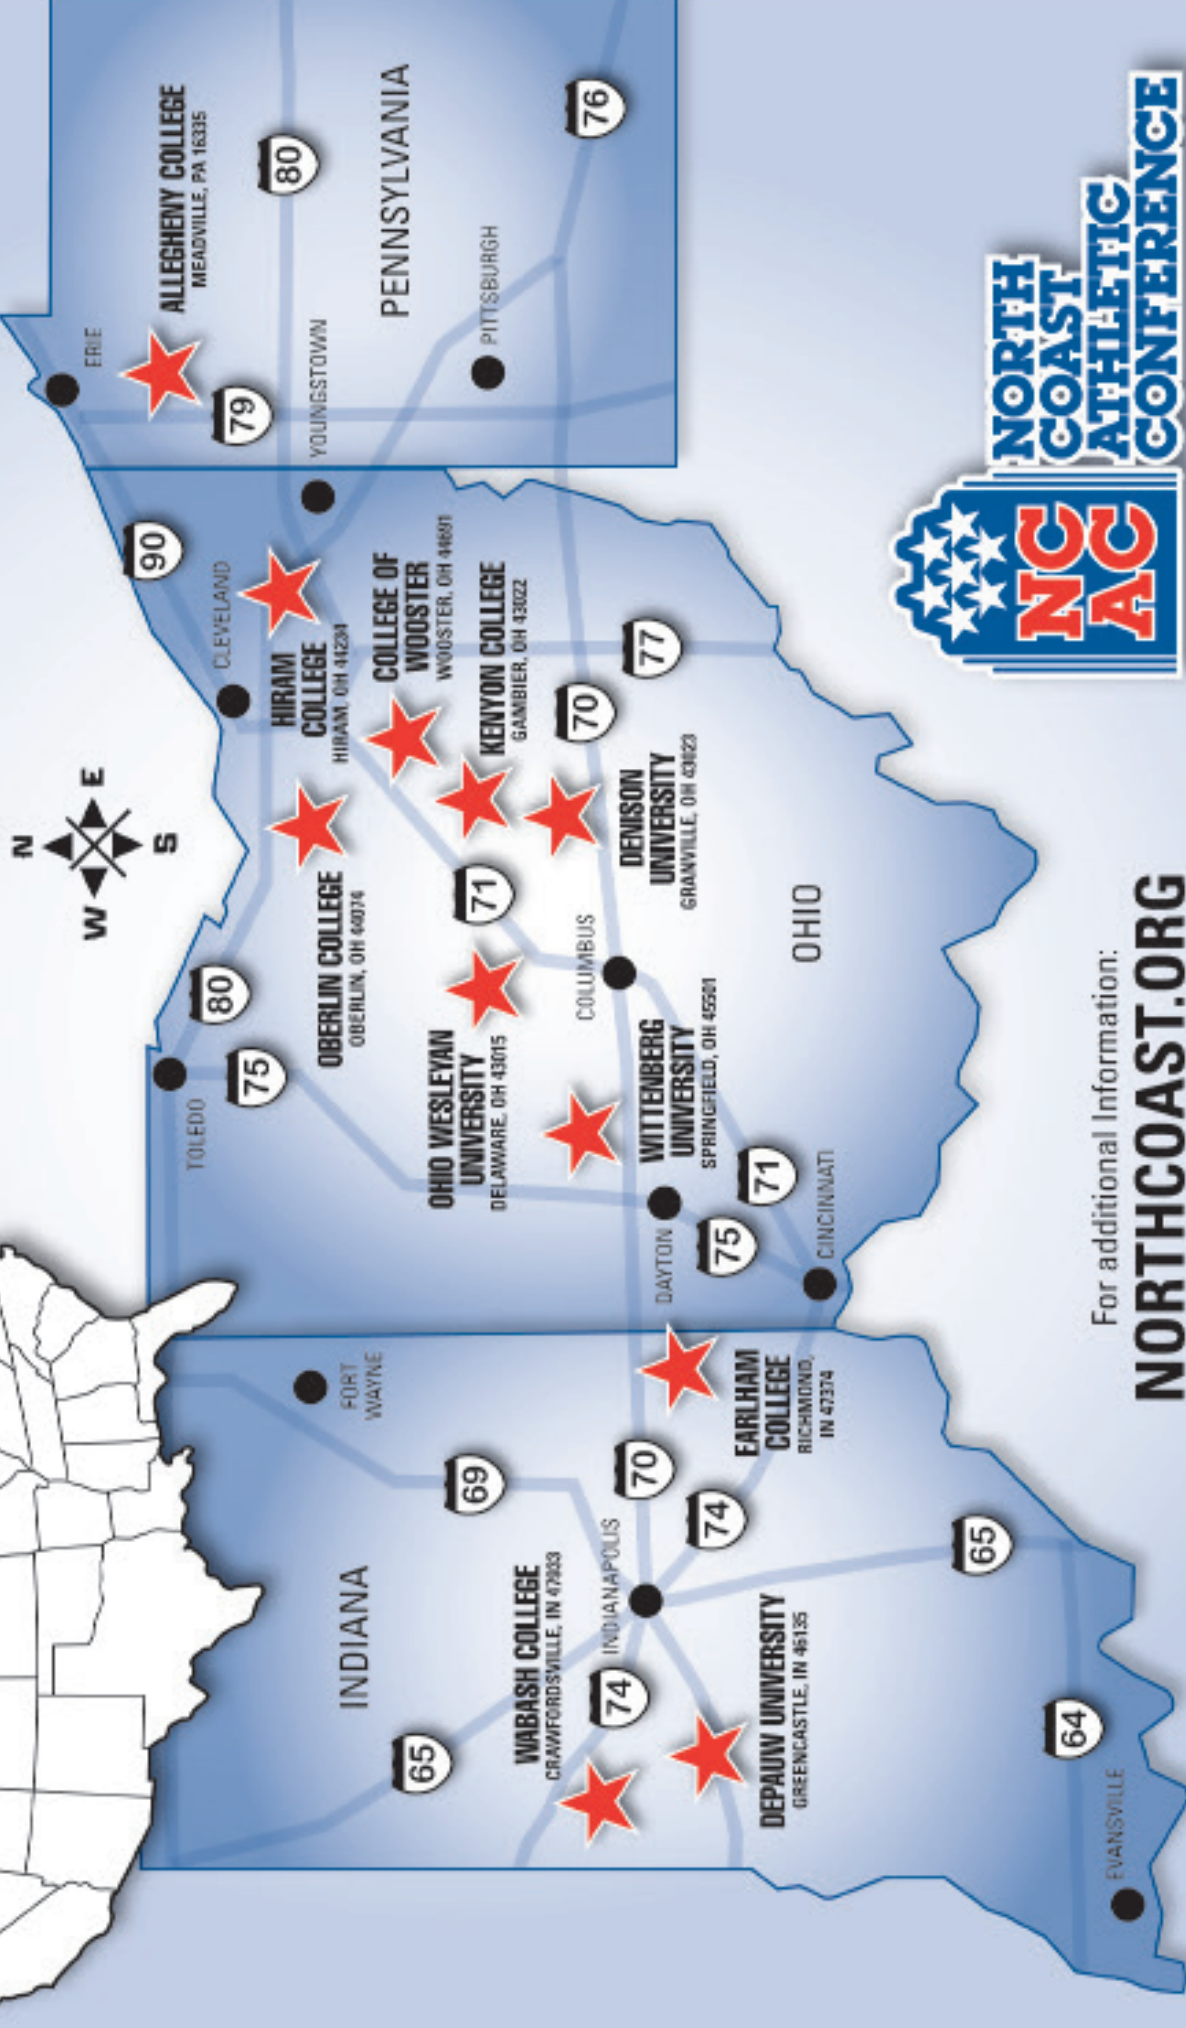 N
W
E
S
ERIE
ALLEGHENY COLLEGE
MEADVILLE, PA 16335
80
PENNSYLVANIA
76
79
YOUNGSTOWN
PITTSBURGH
90
CLEVELAND
HIRAM
COLLEGE
HIRAM, OH 44234
COLLEGE OF
WOOSTER
WOOSTER, OH 44691
KENYON COLLEGE
GAMBIER, OH 43022
77
70
DENISON
UNIVERSITY
GRANVILLE, OH 43023
TOLEDO
80
75
OBERLIN COLLEGE
OBERLIN, OH 44074
71
OHIO WESLEYAN
UNIVERSITY
DELAWARE, OH 43015
COLUMBUS
OHIO
WITTENBERG
UNIVERSITY
SPRINGFIELD, OH 45501
DAYTON
75
71
CINCINNATI
FORT
WAYNE
69
INDIANA
70
74
EARLHAM
COLLEGE
RICHMOND,
IN 47374
INDIANAPOLIS
65
WABASH COLLEGE
CRAWFORDSVILLE, IN 47933
74
65
DEPAUW UNIVERSITY
GREENCASTLE, IN 46135
64
EVANSVILLE
For additional Information:
NORTHCOAST.ORG
NC
AC
NORTH
COAST
ATHLETIC
CONFERENCE